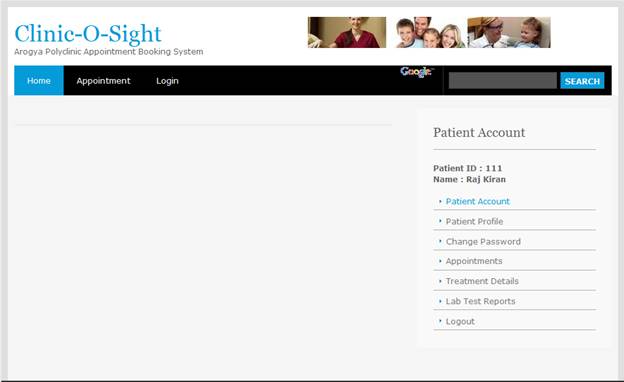 Clinic-O-Sight
Arogya Polyclinic Appointment Booking System
Home Appointment Login Google SEARCH
Patient Account
Patient ID : 111
Name : Raj Kiran
Patient Account
Patient Profile
Change Password
Appointments
Treatment Details
Lab Test Reports
Logout